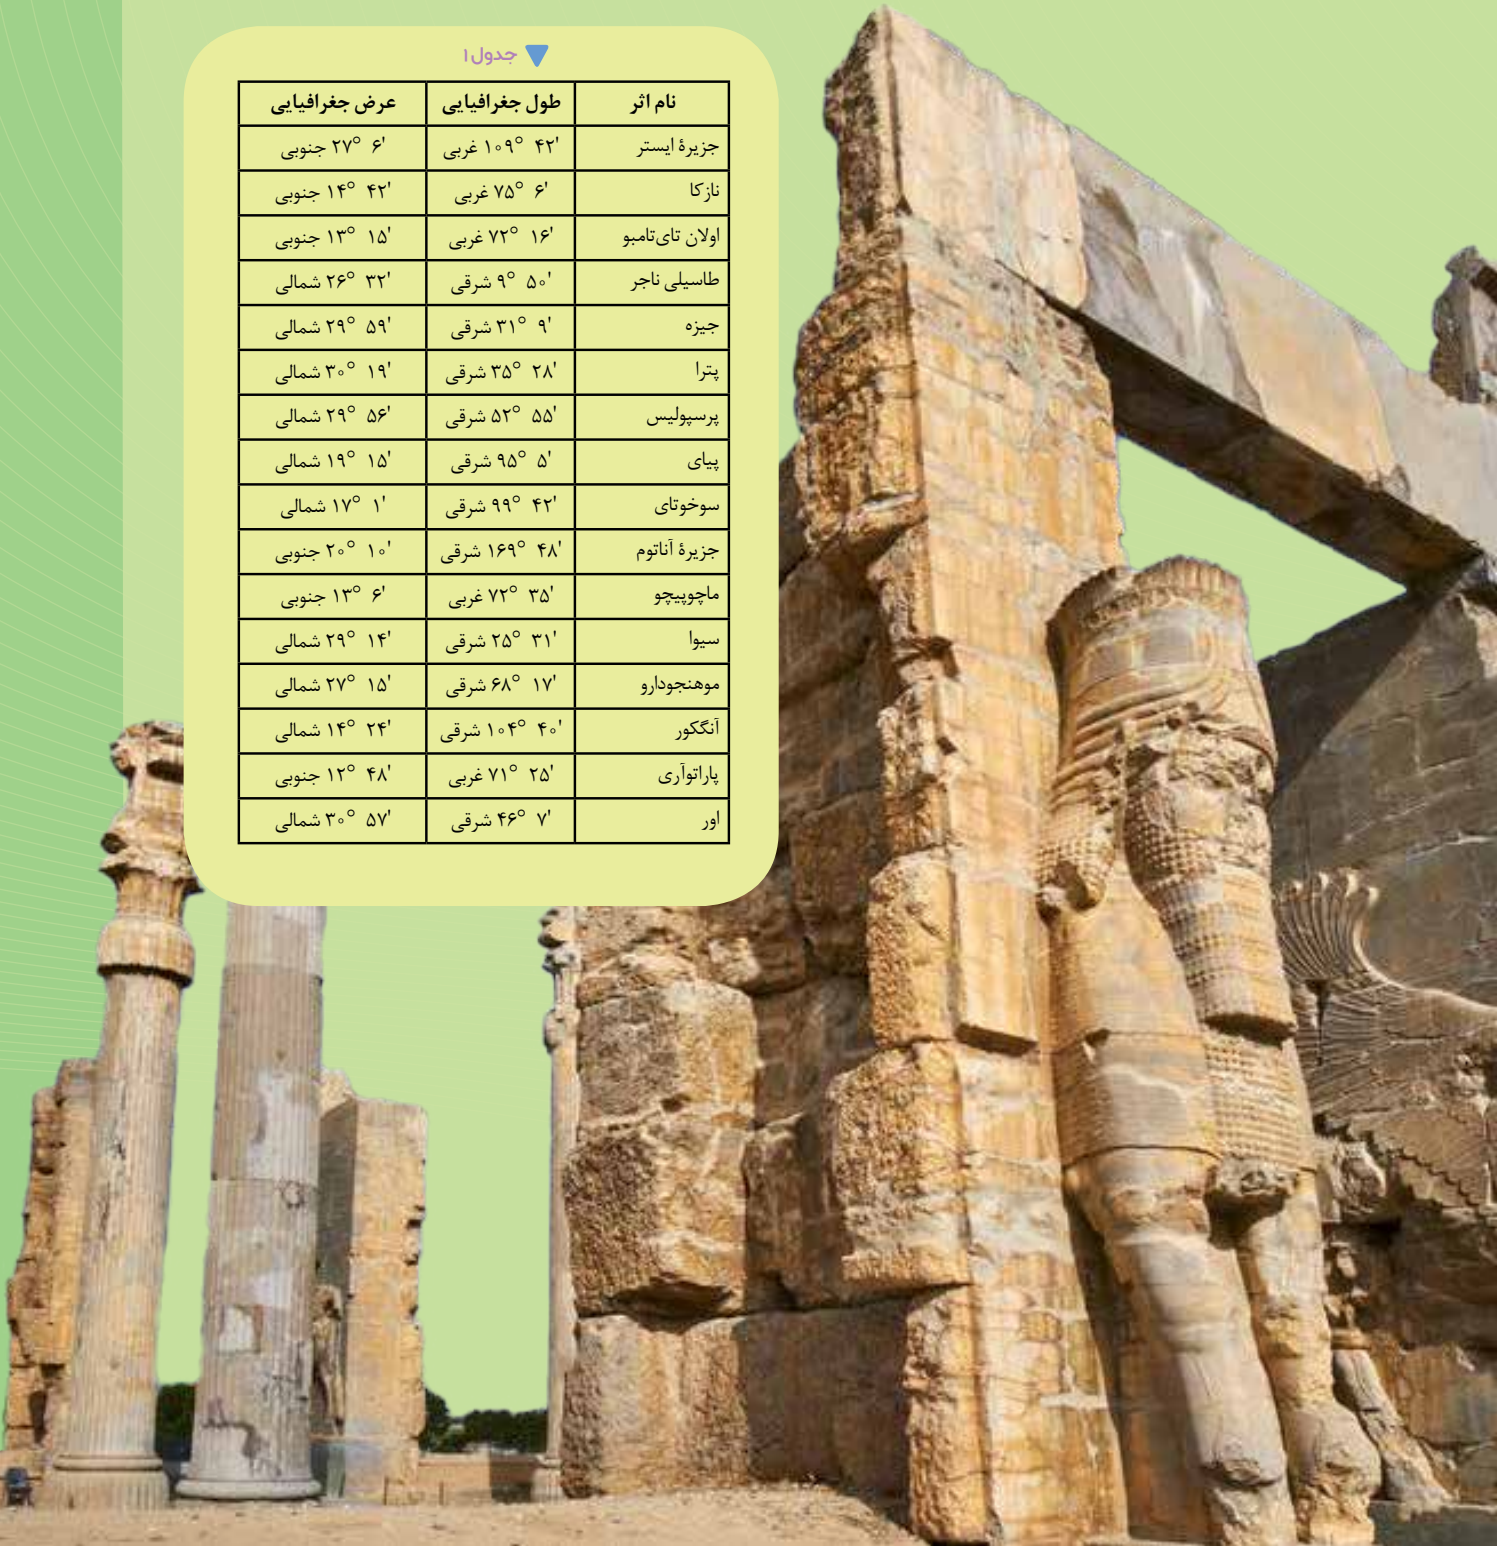 جدول ۱
نام اثر طول جغرافیایی عرض جغرافیایی
جزیرهٔ ایستر ۱۰۹° ۴۲' غربی ۲۷° ۶' جنوبی
نازکا ۷۵° ۶' غربی ۱۴° ۴۲' جنوبی
اولان تای‌تامبو ۷۲° ۱۶' غربی ۱۳° ۱۵' جنوبی
طاسیلی ناجر ۹° ۵۰' شرقی ۲۶° ۳۲' شمالی
جیزه ۳۱° ۹' شرقی ۲۹° ۵۹' شمالی
پترا ۳۵° ۲۸' شرقی ۳۰° ۱۹' شمالی
پرسپولیس ۵۲° ۵۵' شرقی ۲۹° ۵۶' شمالی
پیای ۹۵° ۵' شرقی ۱۹° ۱۵' شمالی
سوخوتای ۹۹° ۴۲' شرقی ۱۷° ۱' شمالی
جزیرهٔ آناتوم ۱۶۹° ۴۸' شرقی ۲۰° ۱۰' جنوبی
ماچوپیچو ۷۲° ۳۵' غربی ۱۳° ۶' جنوبی
سیوا ۲۵° ۳۱' شرقی ۲۹° ۱۴' شمالی
موهنجودارو ۶۸° ۱۷' شرقی ۲۷° ۱۵' شمالی
آنگکور ۱۰۴° ۴۰' شرقی ۱۴° ۲۴' شمالی
پاراتوآری ۷۱° ۲۵' غربی ۱۲° ۴۸' جنوبی
اور ۴۶° ۷' شرقی ۳۰° ۵۷' شمالی